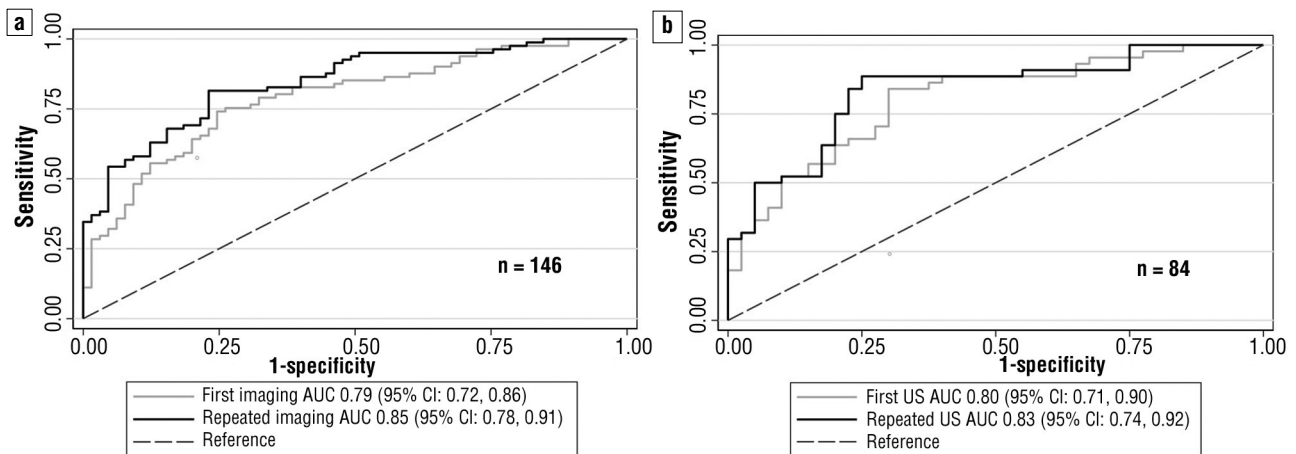 a
1.00
0.75
0.50
0.25
0.00
Sensitivity
n = 146
0.00 0.25 0.50 0.75 1.00
1-specificity
First imaging AUC 0.79 (95% CI: 0.72, 0.86)
Repeated imaging AUC 0.85 (95% CI: 0.78, 0.91)
Reference
b
1.00
0.75
0.50
0.25
0.00
Sensitivity
n = 84
0.00 0.25 0.50 0.75 1.00
1-specificity
First US AUC 0.80 (95% CI: 0.71, 0.90)
Repeated US AUC 0.83 (95% CI: 0.74, 0.92)
Reference